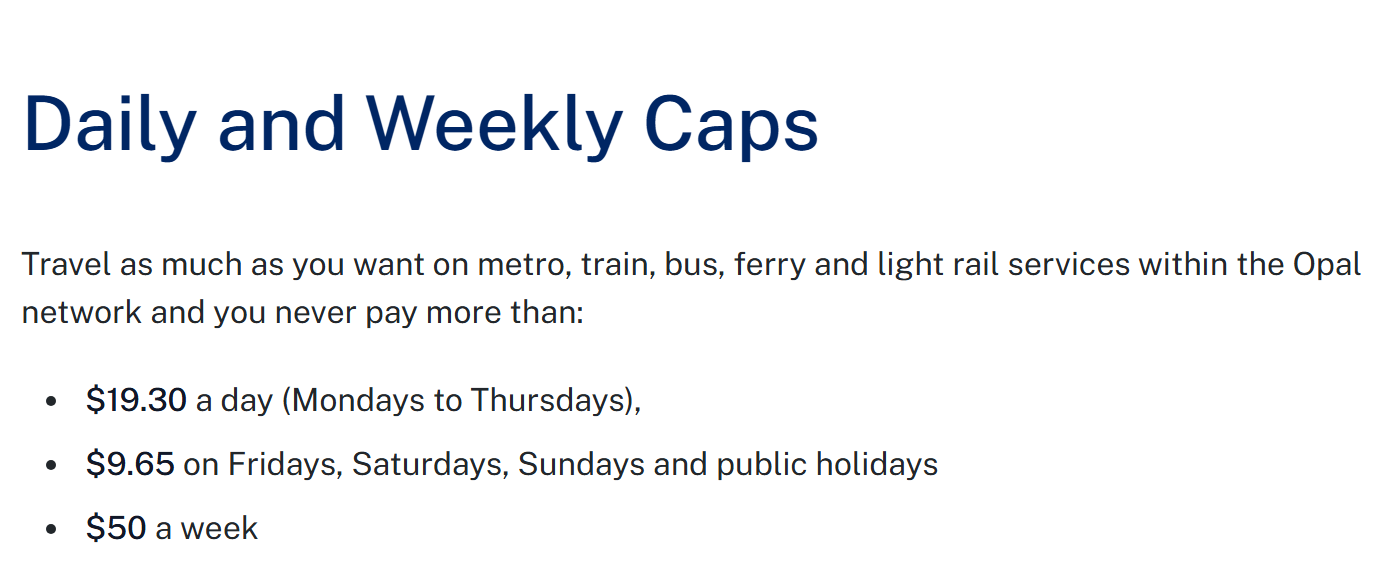 Daily and Weekly Caps
Travel as much as you want on metro, train, bus, ferry and light rail services within the Opal
network and you never pay more than:
• $19.30 a day (Mondays to Thursdays),
• $9.65 on Fridays, Saturdays, Sundays and public holidays
• $50 a week